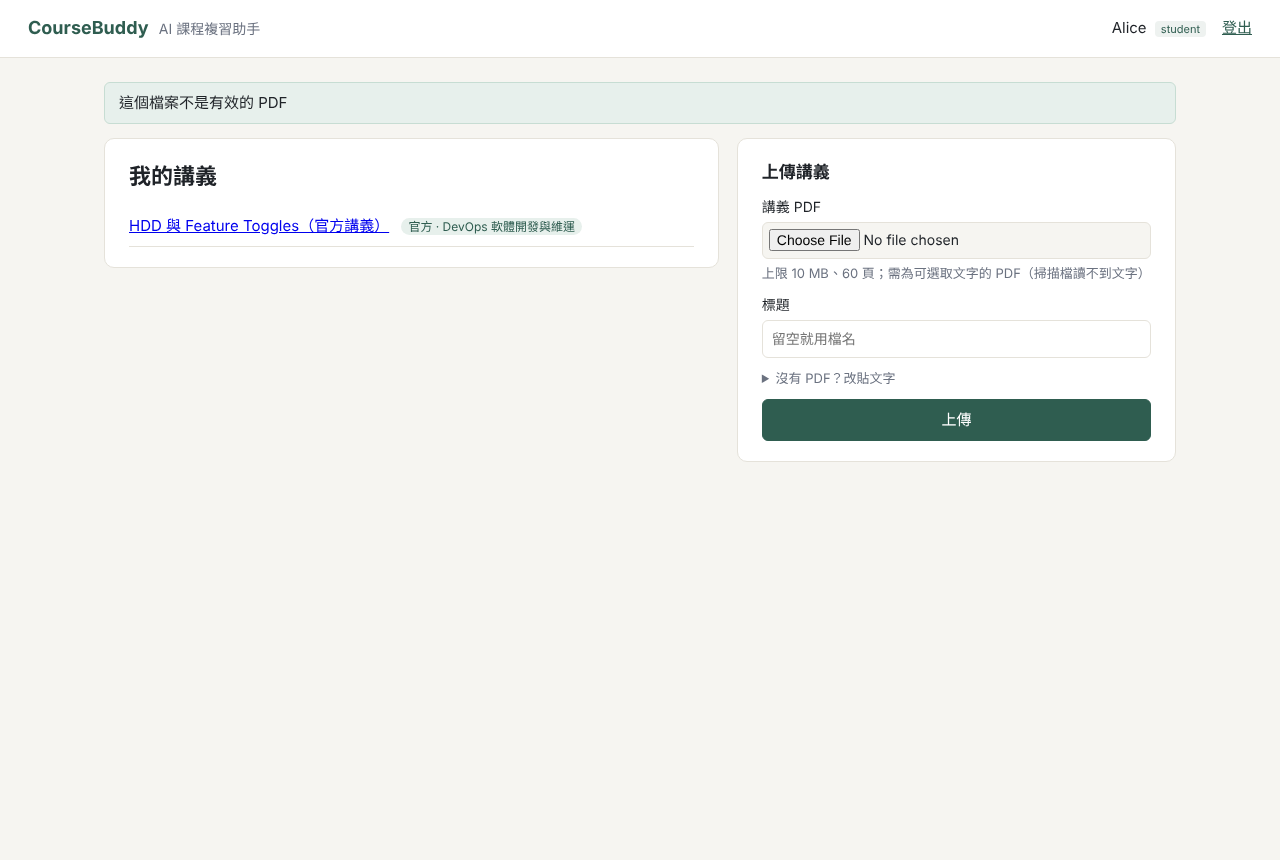 CourseBuddy AI 課程複習助手
Alice student 登出
這個檔案不是有效的 PDF
我的講義
HDD 與 Feature Toggles（官方講義） 官方 · DevOps 軟體開發與維運
上傳講義
講義 PDF
Choose File No file chosen
上限 10 MB、60 頁；需為可選取文字的 PDF（掃描檔讀不到文字）
標題
留空就用檔名
▶ 沒有 PDF？改貼文字
上傳